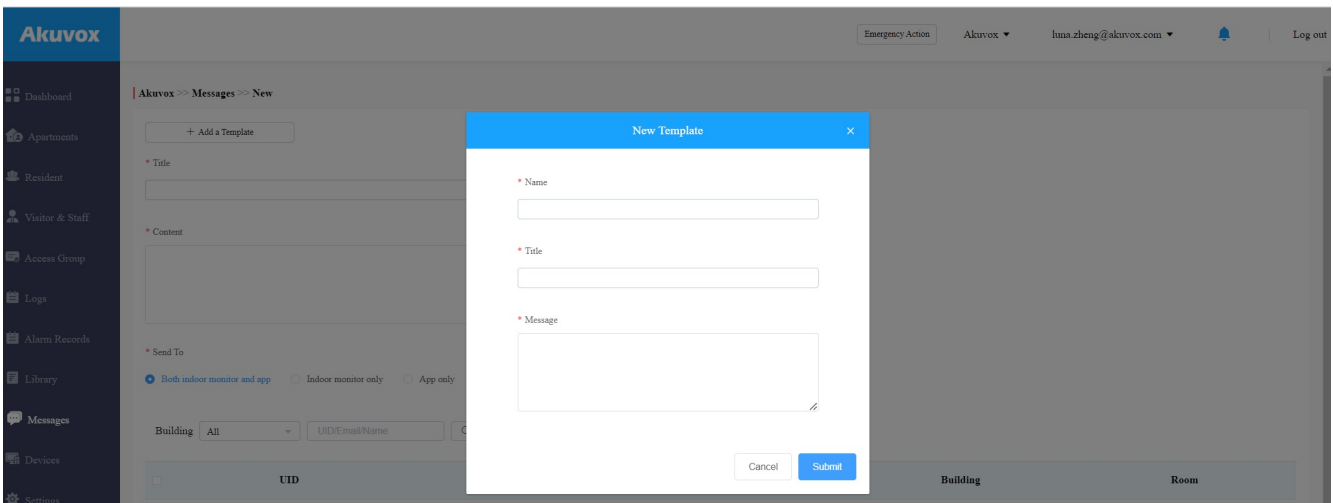 Akuvox
Emergency Action
Akuvox
luna.zheng@akuvox.com
Log out
Dashboard
Apartments
Resident
Visitor & Staff
Access Group
Logs
Alarm Records
Library
Messages
Devices
Settings
Akuvox >> Messages >> New
+ Add a Template
* Title
* Content
* Send To
Both indoor monitor and app
Indoor monitor only
App only
Building
All
UID/Email/Name
UID
Building
Room
New Template
* Name
* Title
* Message
Cancel
Submit